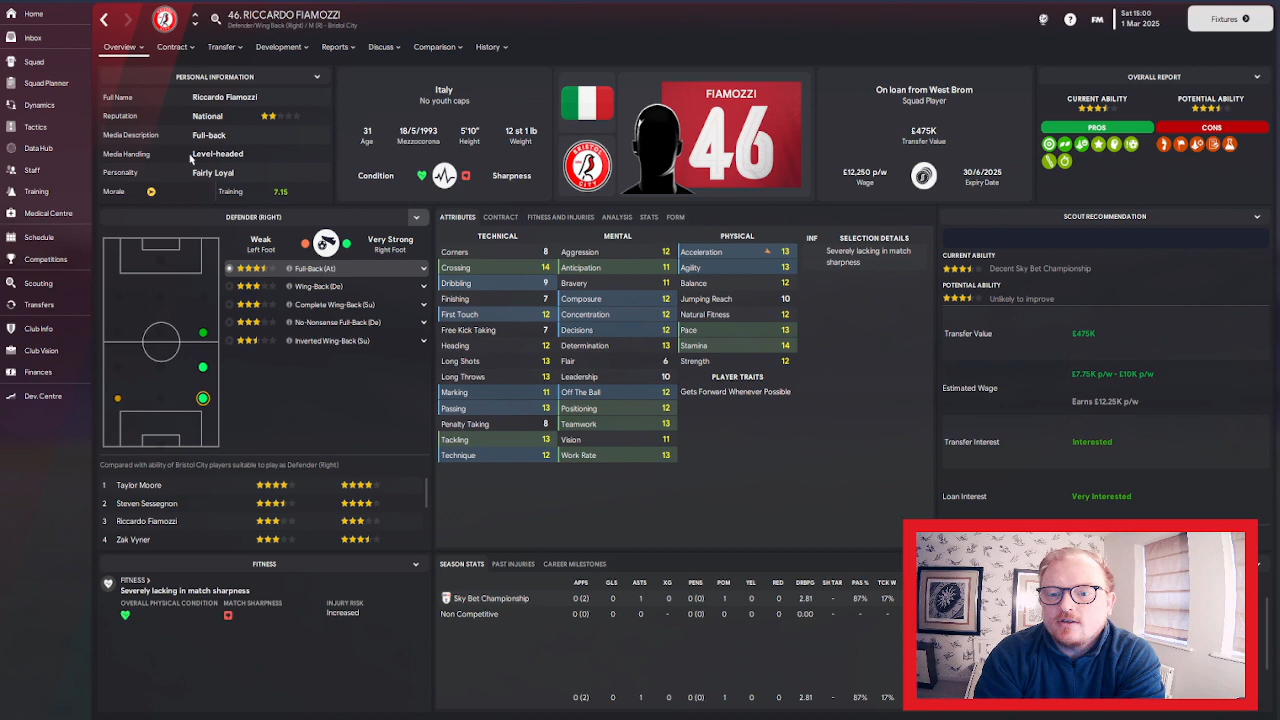 Home
Inbox
Squad
Squad Planner
Dynamics
Tactics
Data Hub
Staff
Training
Medical Centre
Schedule
Competitions
Scouting
Transfers
Club Info
Club Vision
Finances
Dev.Centre
46. RICCARDO FIAMOZZI
Defender/Wing Back (Right) / M (R) - Bristol City
FM
Sat 15:00
1 Mar 2025
Fixtures
Overview Contract Transfer Development Reports Discuss Comparison History
PERSONAL INFORMATION
Full Name Riccardo Fiamozzi
Reputation National
Media Description Full-back
Media Handling Level-headed
Personality Fairly Loyal
Morale Training 7.15
Italy
No youth caps
31 18/5/1993 5'10" 12 st 1 lb
Age Mezzocorona Height Weight
Condition Sharpness
FIAMOZZI
46
BRISTOL CITY
On loan from West Brom
Squad Player
£475K
Transfer Value
£12,250 p/w 30/6/2025
Wage Expiry Date
OVERALL REPORT
CURRENT ABILITY POTENTIAL ABILITY
PROS CONS
DEFENDER (RIGHT)
Weak Very Strong
Left Foot Right Foot
Full-Back (At)
Wing-Back (De)
Complete Wing-Back (Su)
No-Nonsense Full-Back (De)
Inverted Wing-Back (Su)
Compared with ability of Bristol City players suitable to play as Defender (Right)
1 Taylor Moore
2 Steven Sessegnon
3 Riccardo Fiamozzi
4 Zak Vyner
ATTRIBUTES CONTRACT FITNESS AND INJURIES ANALYSIS STATS FORM
TECHNICAL
Corners 8
Crossing 14
Dribbling 9
Finishing 7
First Touch 12
Free Kick Taking 7
Heading 12
Long Shots 13
Long Throws 13
Marking 11
Passing 13
Penalty Taking 8
Tackling 13
Technique 12
MENTAL
Aggression 12
Anticipation 11
Bravery 11
Composure 12
Concentration 12
Decisions 12
Determination 13
Flair 6
Leadership 10
Off The Ball 12
Positioning 12
Teamwork 13
Vision 11
Work Rate 13
PHYSICAL
Acceleration 13
Agility 13
Balance 12
Jumping Reach 10
Natural Fitness 12
Pace 13
Stamina 14
Strength 12
PLAYER TRAITS
Gets Forward Whenever Possible
INF SELECTION DETAILS
Severely lacking in match
sharpness
SCOUT RECOMMENDATION
CURRENT ABILITY
Decent Sky Bet Championship
POTENTIAL ABILITY
Unlikely to improve
Transfer Value £475K
£7.75K p/w - £10K p/w
Estimated Wage
Earns £12.25K p/w
Transfer Interest Interested
Loan Interest Very Interested
FITNESS
FITNESS >
Severely lacking in match sharpness
OVERALL PHYSICAL CONDITION MATCH SHARPNESS INJURY RISK
Increased
SEASON STATS PAST INJURIES CAREER MILESTONES
APPS GLS ASTS XG PENS POM YEL RED DRBPG SH TAR PAS % TCK W
Sky Bet Championship 0 (2) 0 1 0 0 (0) 1 0 0 2.81 - 87% 17%
Non Competitive 0 (0) 0 0 - 0 (0) 0 0 0 0.00 - - -
0 (2) 0 1 - 0 (0) 1 0 0 2.81 - 87% 17%